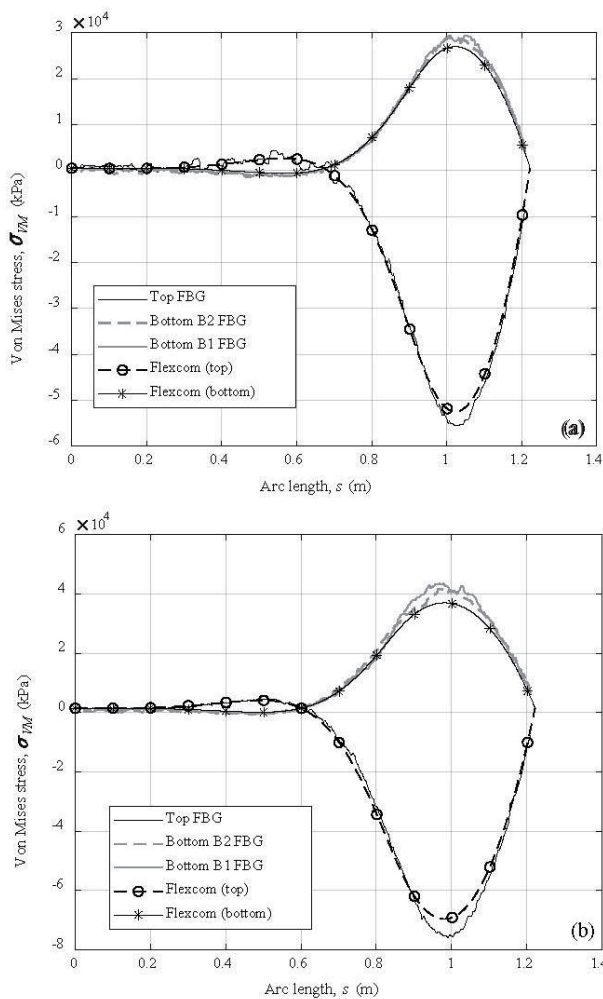 ×10⁴
3
2
1
0
-1
-2
-3
-4
-5
-6
Von Mises stress, σVM (kPa)
Top FBG
Bottom B2 FBG
Bottom B1 FBG
Flexcom (top)
Flexcom (bottom)
(a)
0 0.2 0.4 0.6 0.8 1 1.2 1.4
Arc length, s (m)
×10⁴
6
4
2
0
-2
-4
-6
-8
Von Mises stress, σVM (kPa)
Top FBG
Bottom B2 FBG
Bottom B1 FBG
Flexcom (top)
Flexcom (bottom)
(b)
0 0.2 0.4 0.6 0.8 1 1.2 1.4
Arc length, s (m)